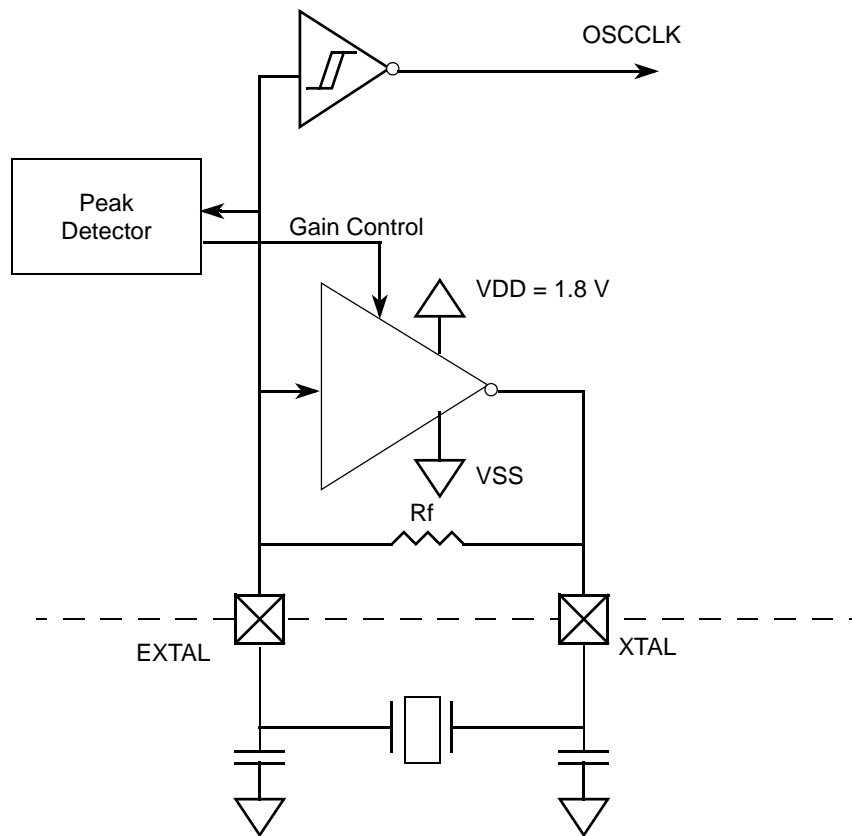 OSCCLK
Peak
Detector
Gain Control
VDD = 1.8 V
VSS
Rf
EXTAL
XTAL